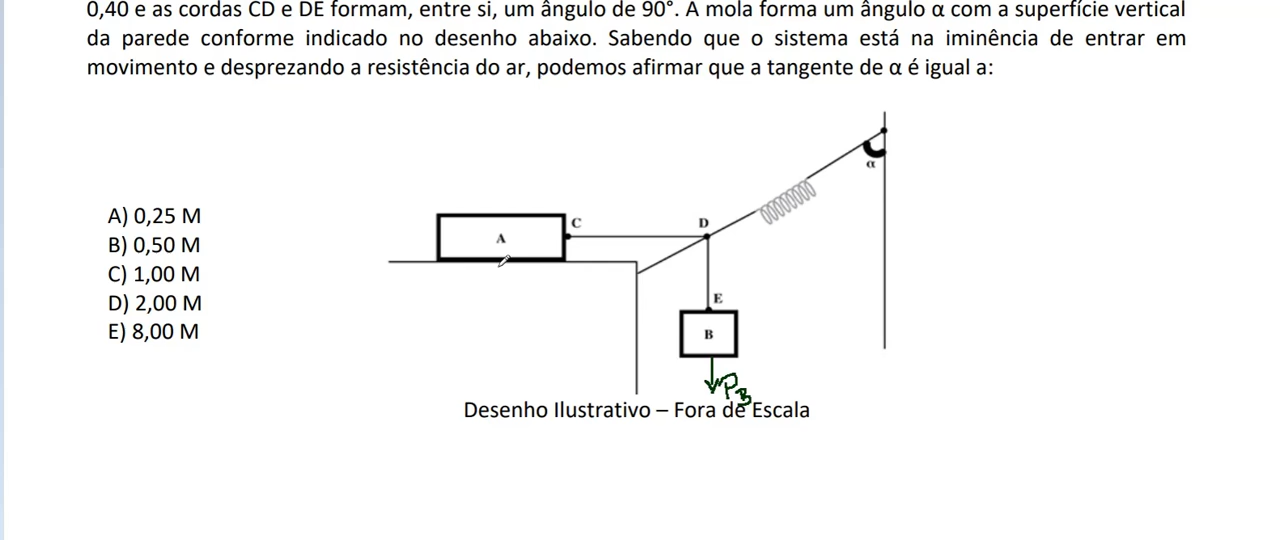 0,40 e as cordas CD e DE formam, entre si, um ângulo de 90°. A mola forma um ângulo α com a superfície vertical
da parede conforme indicado no desenho abaixo. Sabendo que o sistema está na iminência de entrar em
movimento e desprezando a resistência do ar, podemos afirmar que a tangente de α é igual a:
α
A) 0,25 M
B) 0,50 M
C) 1,00 M
D) 2,00 M
E) 8,00 M
C
D
A
E
B
PB
Desenho Ilustrativo – Fora de Escala